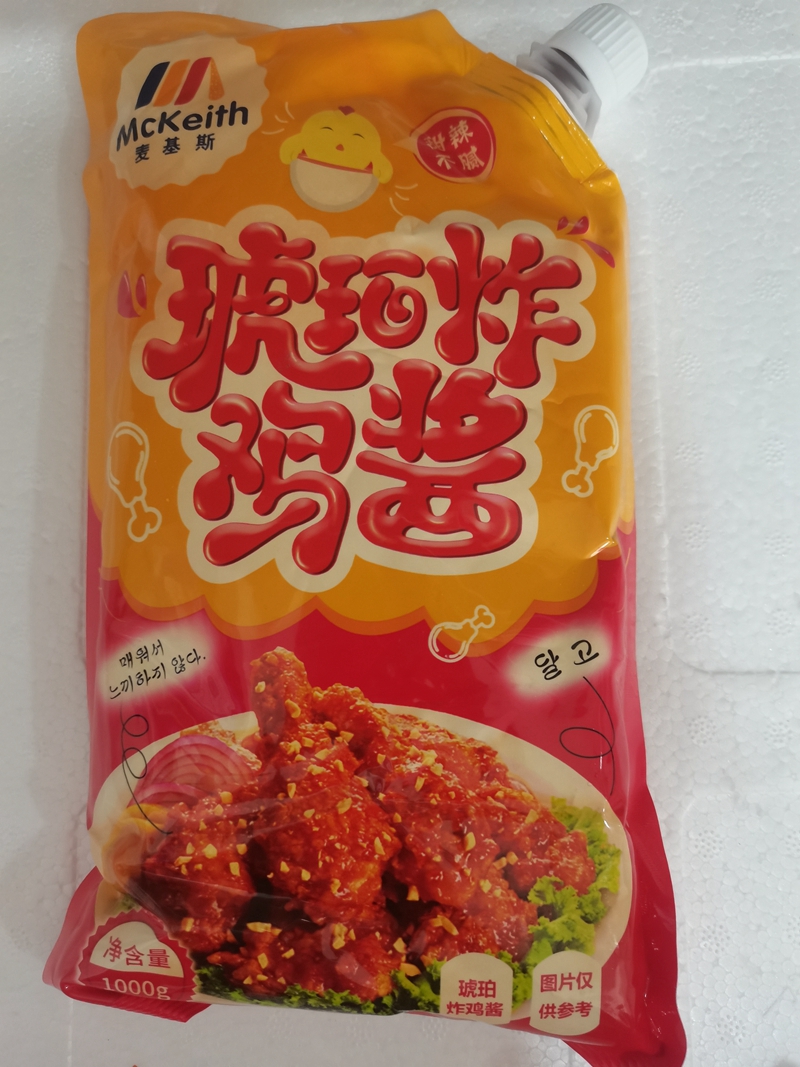 McKeith
麦基斯
甜辣
不腻
琥珀炸
鸡酱
매워서
느끼하지 않다.
달고
净含量
1000g
琥珀
炸鸡酱
图片仅
供参考